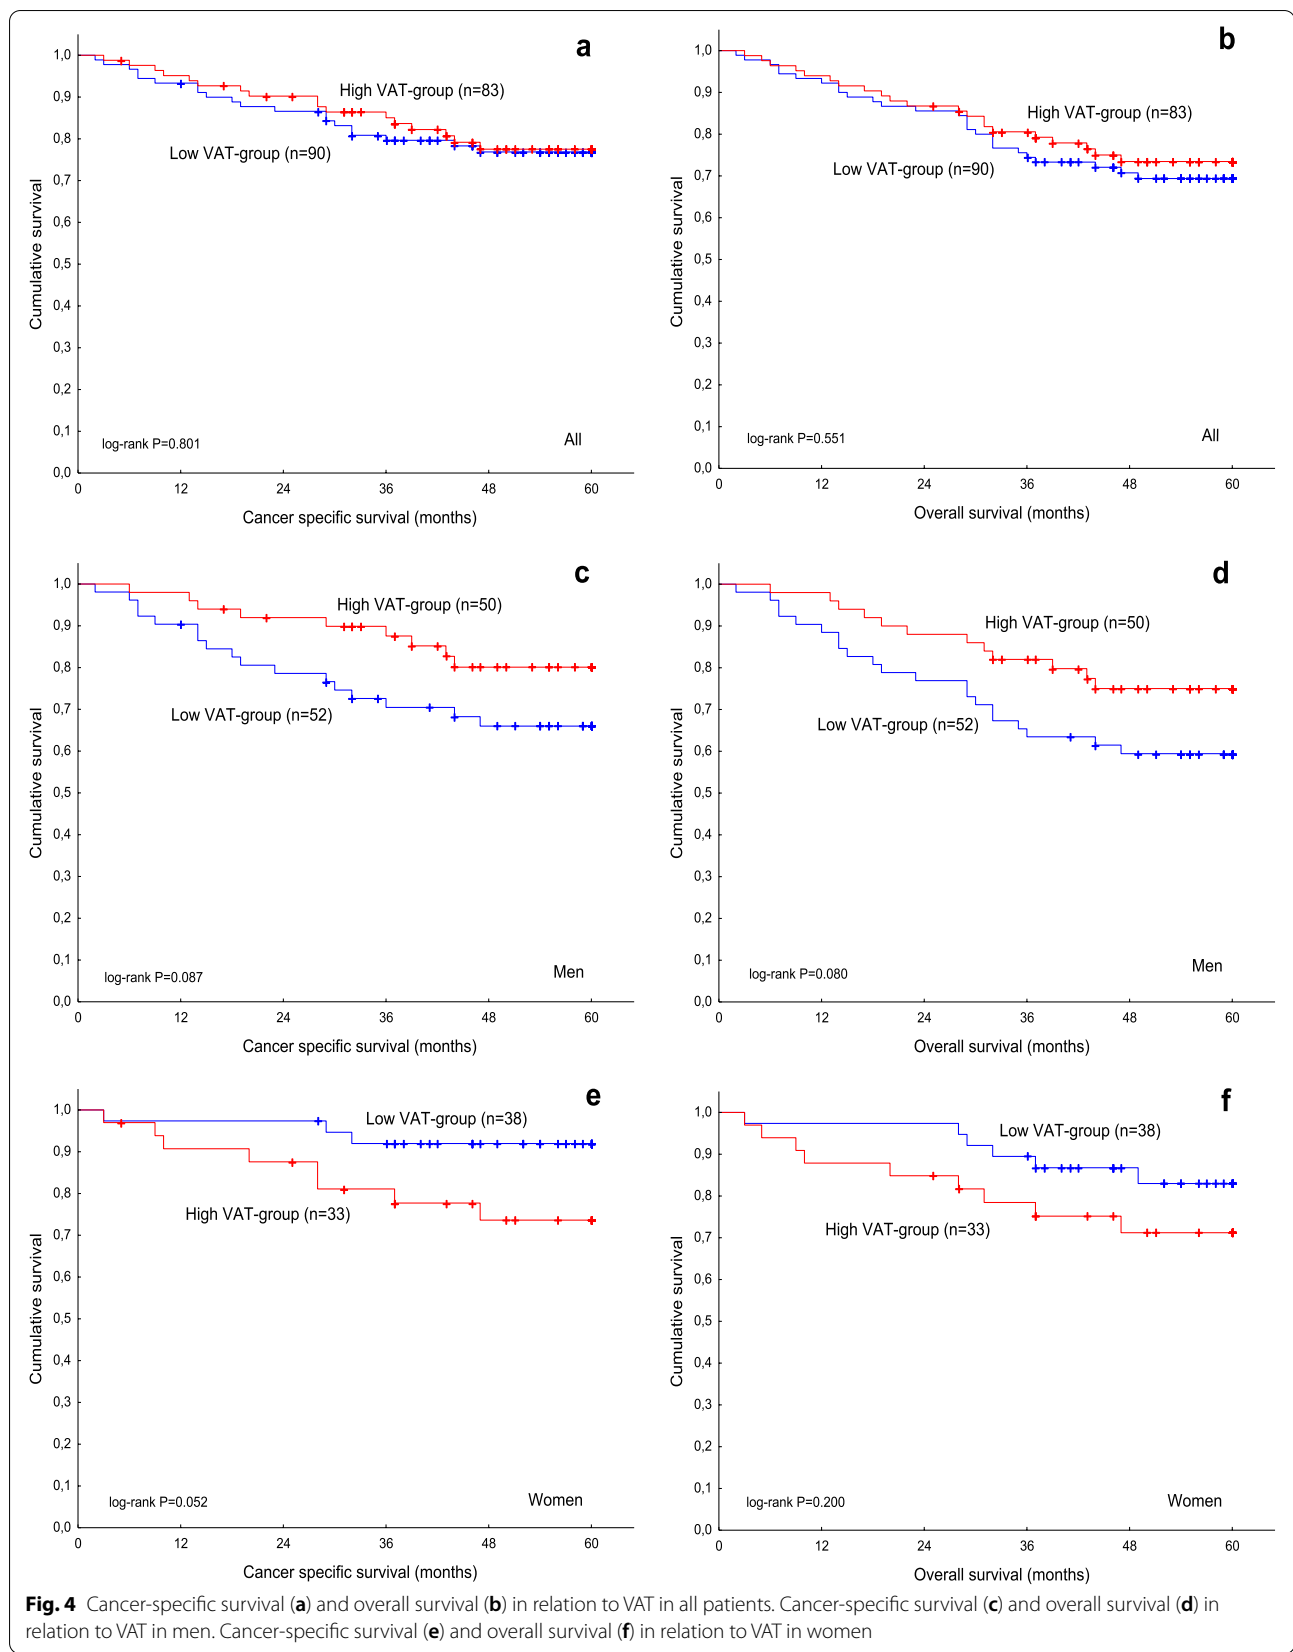 a
1,0
0,9
0,8
0,7
0,6
0,5
0,4
0,3
0,2
0,1
0,0
Cumulative survival
High VAT-group (n=83)
Low VAT-group (n=90)
log-rank P=0.801
All
0 12 24 36 48 60
Cancer specific survival (months)
b
1,0
0,9
0,8
0,7
0,6
0,5
0,4
0,3
0,2
0,1
0,0
Cumulative survival
High VAT-group (n=83)
Low VAT-group (n=90)
log-rank P=0.551
All
0 12 24 36 48 60
Overall survival (months)
c
1,0
0,9
0,8
0,7
0,6
0,5
0,4
0,3
0,2
0,1
0,0
Cumulative survival
High VAT-group (n=50)
Low VAT-group (n=52)
log-rank P=0.087
Men
0 12 24 36 48 60
Cancer specific survival (months)
d
1,0
0,9
0,8
0,7
0,6
0,5
0,4
0,3
0,2
0,1
0,0
Cumulative survival
High VAT-group (n=50)
Low VAT-group (n=52)
log-rank P=0.080
Men
0 12 24 36 48 60
Overall survival (months)
e
1,0
0,9
0,8
0,7
0,6
0,5
0,4
0,3
0,2
0,1
0,0
Cumulative survival
Low VAT-group (n=38)
High VAT-group (n=33)
log-rank P=0.052
Women
0 12 24 36 48 60
Cancer specific survival (months)
f
1,0
0,9
0,8
0,7
0,6
0,5
0,4
0,3
0,2
0,1
0,0
Cumulative survival
Low VAT-group (n=38)
High VAT-group (n=33)
log-rank P=0.200
Women
0 12 24 36 48 60
Overall survival (months)
Fig. 4 Cancer-specific survival (a) and overall survival (b) in relation to VAT in all patients. Cancer-specific survival (c) and overall survival (d) in
relation to VAT in men. Cancer-specific survival (e) and overall survival (f) in relation to VAT in women